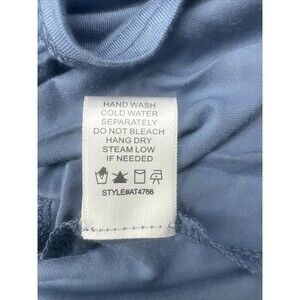 HAND WASH
COLD WATER
SEPARATELY
DO NOT BLEACH
HANG DRY
STEAM LOW
IF NEEDED
STYLE#AT4766